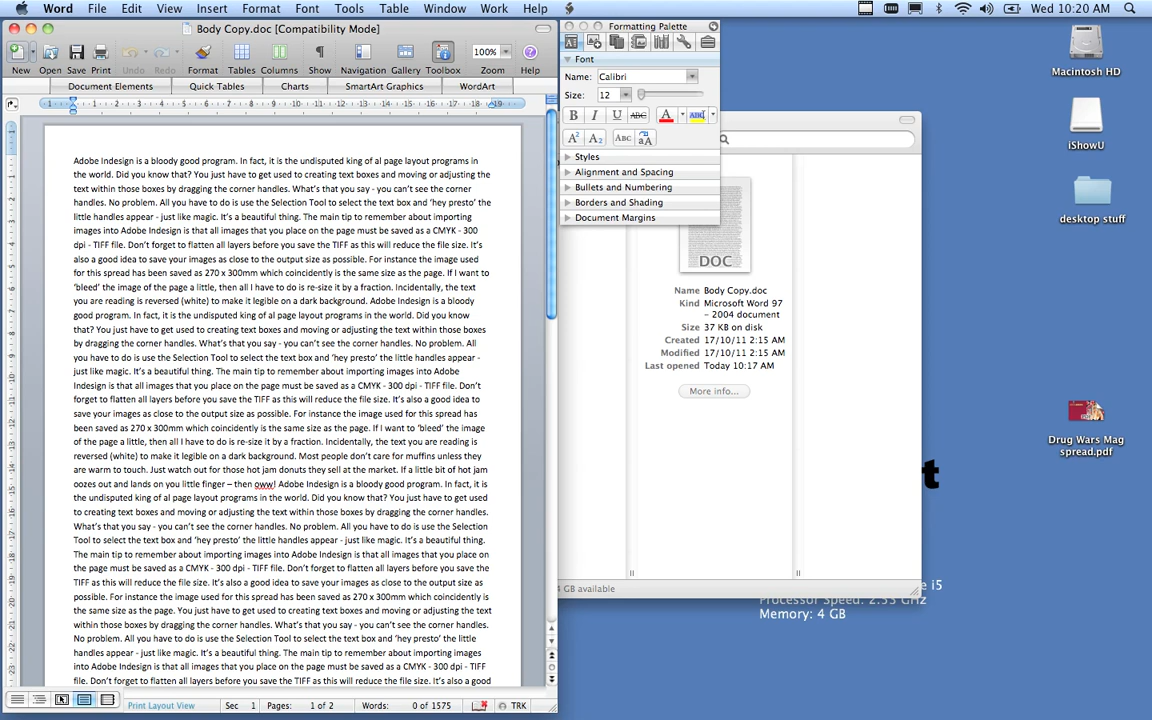 Word File Edit View Insert Format Font Tools Table Window Work Help Wed 10:20 AM
Body Copy.doc [Compatibility Mode]
New Open Save Print Undo Redo Format Tables Columns Show Navigation Gallery Toolbox Zoom Help
100%
Document Elements Quick Tables Charts SmartArt Graphics WordArt
Adobe Indesign is a bloody good program. In fact, it is the undisputed king of al page layout programs in
the world. Did you know that? You just have to get used to creating text boxes and moving or adjusting the
text within those boxes by dragging the corner handles. What's that you say - you can't see the corner
handles. No problem. All you have to do is use the Selection Tool to select the text box and 'hey presto' the
little handles appear - just like magic. It's a beautiful thing. The main tip to remember about importing
images into Adobe Indesign is that all images that you place on the page must be saved as a CMYK - 300
dpi - TIFF file. Don't forget to flatten all layers before you save the TIFF as this will reduce the file size. It's
also a good idea to save your images as close to the output size as possible. For instance the image used
for this spread has been saved as 270 x 300mm which coincidently is the same size as the page. If I want to
'bleed' the image of the page a little, then all I have to do is re-size it by a fraction. Incidentally, the text
you are reading is reversed (white) to make it legible on a dark background. Adobe Indesign is a bloody
good program. In fact, it is the undisputed king of al page layout programs in the world. Did you know
that? You just have to get used to creating text boxes and moving or adjusting the text within those boxes
by dragging the corner handles. What's that you say - you can't see the corner handles. No problem. All
you have to do is use the Selection Tool to select the text box and 'hey presto' the little handles appear -
just like magic. It's a beautiful thing. The main tip to remember about importing images into Adobe
Indesign is that all images that you place on the page must be saved as a CMYK - 300 dpi - TIFF file. Don't
forget to flatten all layers before you save the TIFF as this will reduce the file size. It's also a good idea to
save your images as close to the output size as possible. For instance the image used for this spread has
been saved as 270 x 300mm which coincidently is the same size as the page. If I want to 'bleed' the image
of the page a little, then all I have to do is re-size it by a fraction. Incidentally, the text you are reading is
reversed (white) to make it legible on a dark background. Most people don't care for muffins unless they
are warm to touch. Just watch out for those hot jam donuts they sell at the market. If a little bit of hot jam
oozes out and lands on you little finger – then oww! Adobe Indesign is a bloody good program. In fact, it is
the undisputed king of al page layout programs in the world. Did you know that? You just have to get used
to creating text boxes and moving or adjusting the text within those boxes by dragging the corner handles.
What's that you say - you can't see the corner handles. No problem. All you have to do is use the Selection
Tool to select the text box and 'hey presto' the little handles appear - just like magic. It's a beautiful thing.
The main tip to remember about importing images into Adobe Indesign is that all images that you place on
the page must be saved as a CMYK - 300 dpi - TIFF file. Don't forget to flatten all layers before you save the
TIFF as this will reduce the file size. It's also a good idea to save your images as close to the output size as
possible. For instance the image used for this spread has been saved as 270 x 300mm which coincidently is
the same size as the page. You just have to get used to creating text boxes and moving or adjusting the text
within those boxes by dragging the corner handles. What's that you say - you can't see the corner handles.
No problem. All you have to do is use the Selection Tool to select the text box and 'hey presto' the little
handles appear - just like magic. It's a beautiful thing. The main tip to remember about importing images
into Adobe Indesign is that all images that you place on the page must be saved as a CMYK - 300 dpi - TIFF
file. Don't forget to flatten all layers before you save the TIFF as this will reduce the file size. It's also a good
Print Layout View Sec 1 Pages: 1 of 2 Words: 0 of 1575 TRK
Formatting Palette
Font
Name: Calibri
Size: 12
B I U ABC A ABC
A2 A2 ABC aA
Styles
Alignment and Spacing
Bullets and Numbering
Borders and Shading
Document Margins
DOC
Name Body Copy.doc
Kind Microsoft Word 97
– 2004 document
Size 37 KB on disk
Created 17/10/11 2:15 AM
Modified 17/10/11 2:15 AM
Last opened Today 10:17 AM
More info...
GB available
Macintosh HD
iShowU
desktop stuff
Drug Wars Mag
spread.pdf
t
i5
Processor Speed: 2.53 GHz
Memory: 4 GB